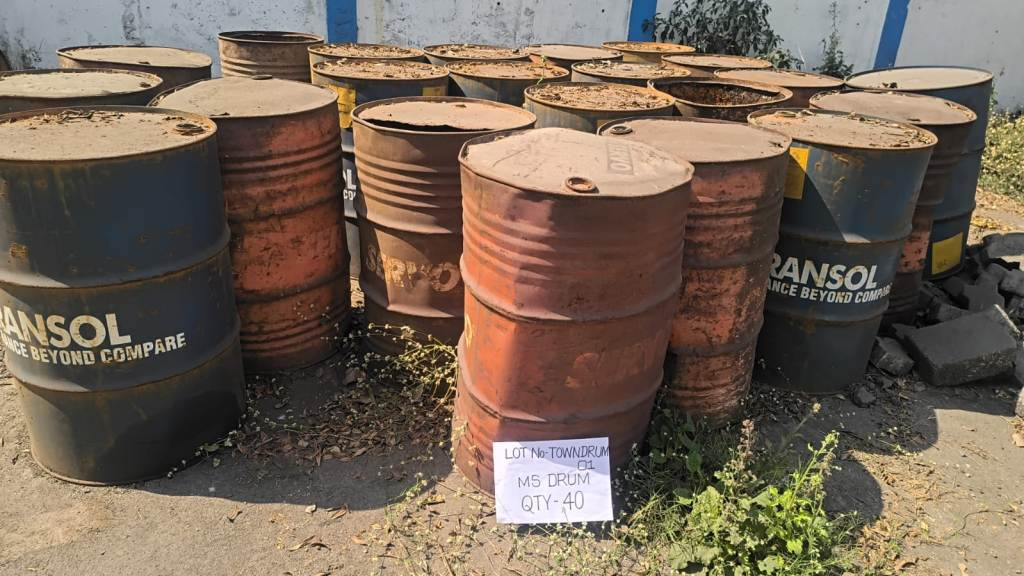 RANSOL
ANCE BEYOND COMPARE
SERVO
RANSOL
ANCE BEYOND COMPARE
LOT No-TOWNDRUM
01
MS DRUM
QTY-40